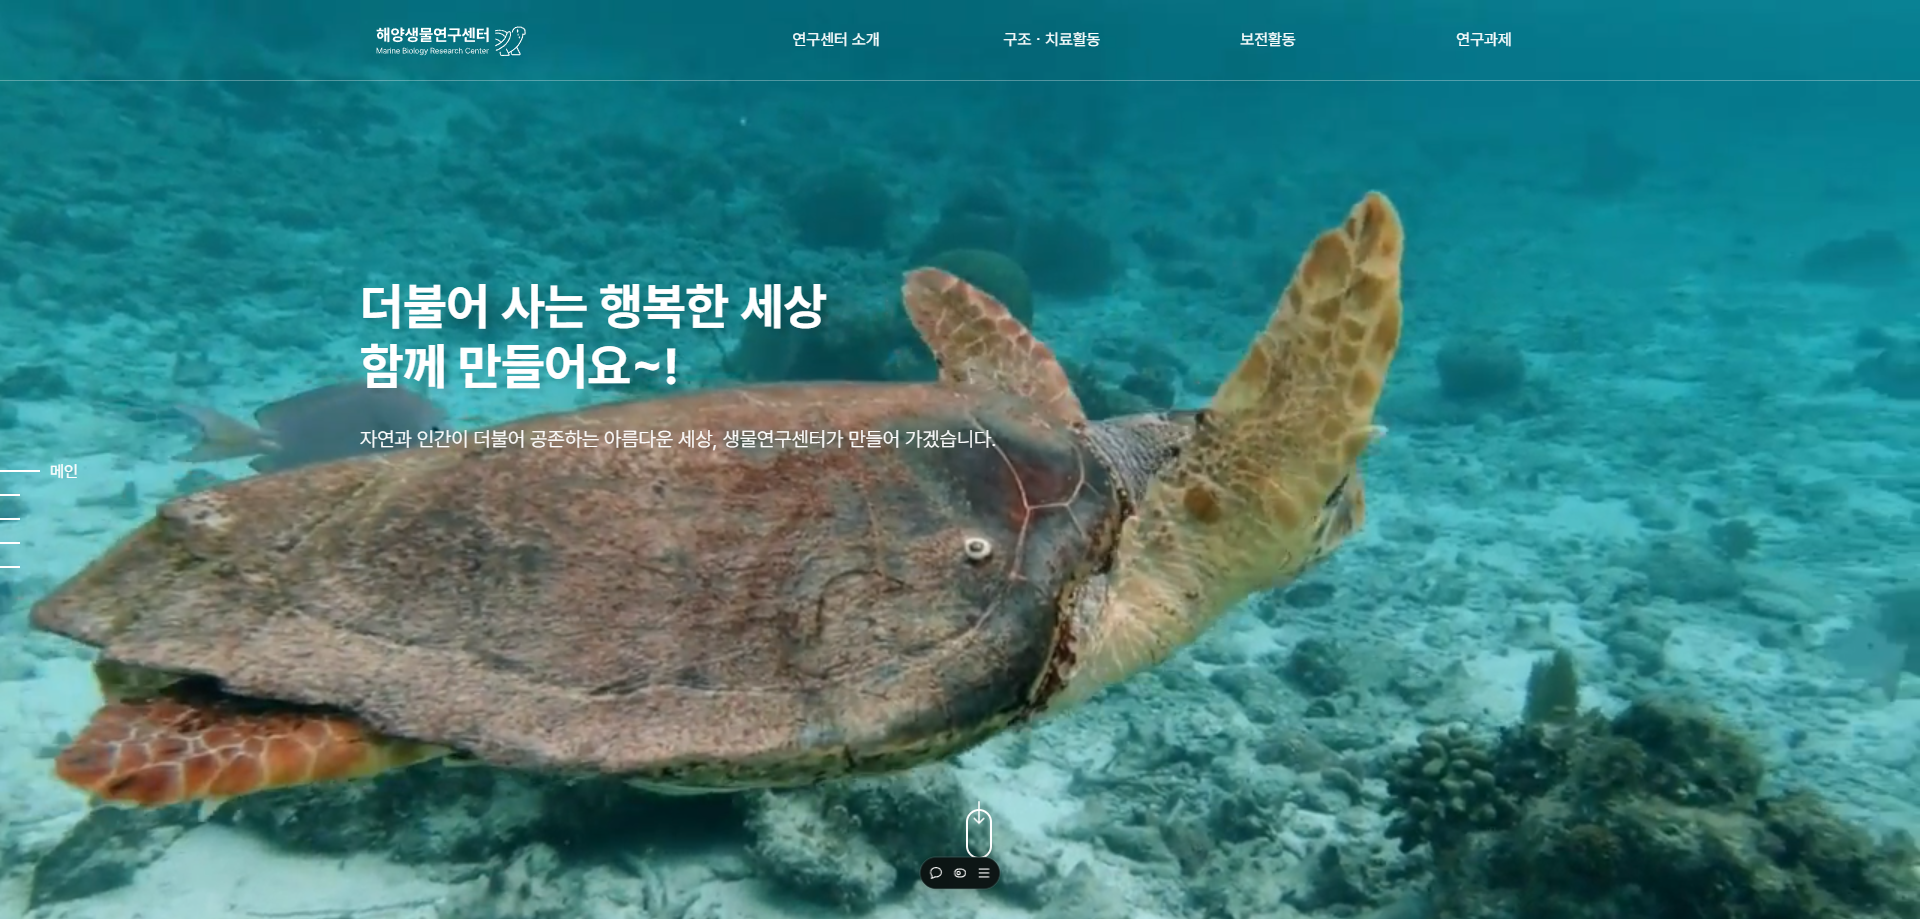 해양생물연구센터
Marine Biology Research Center
연구센터 소개
구조 · 치료활동
보전활동
연구과제
더불어 사는 행복한 세상
함께 만들어요~!
자연과 인간이 더불어 공존하는 아름다운 세상, 생물연구센터가 만들어 가겠습니다.
메인